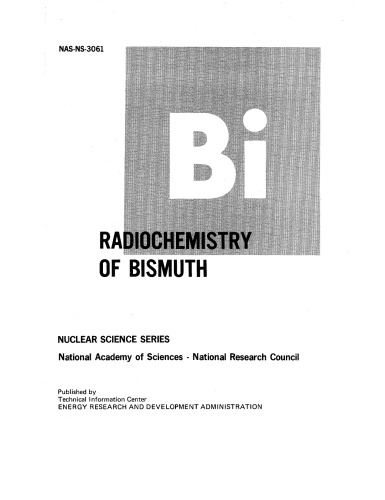 NAS-NS-3061
Bi
RADIOCHEMISTRY
OF BISMUTH
NUCLEAR SCIENCE SERIES
National Academy of Sciences - National Research Council
Published by
Technical Information Center
ENERGY RESEARCH AND DEVELOPMENT ADMINISTRATION